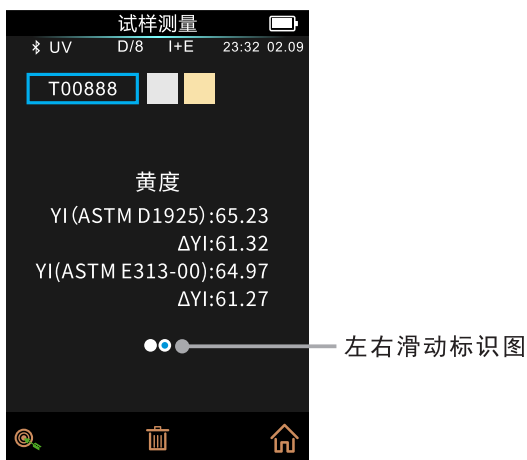 试样测量
UV D/8 I+E 23:32 02.09
T00888
黄度
YI(ASTM D1925):65.23
ΔYI:61.32
YI(ASTM E313-00):64.97
ΔYI:61.27
左右滑动标识图